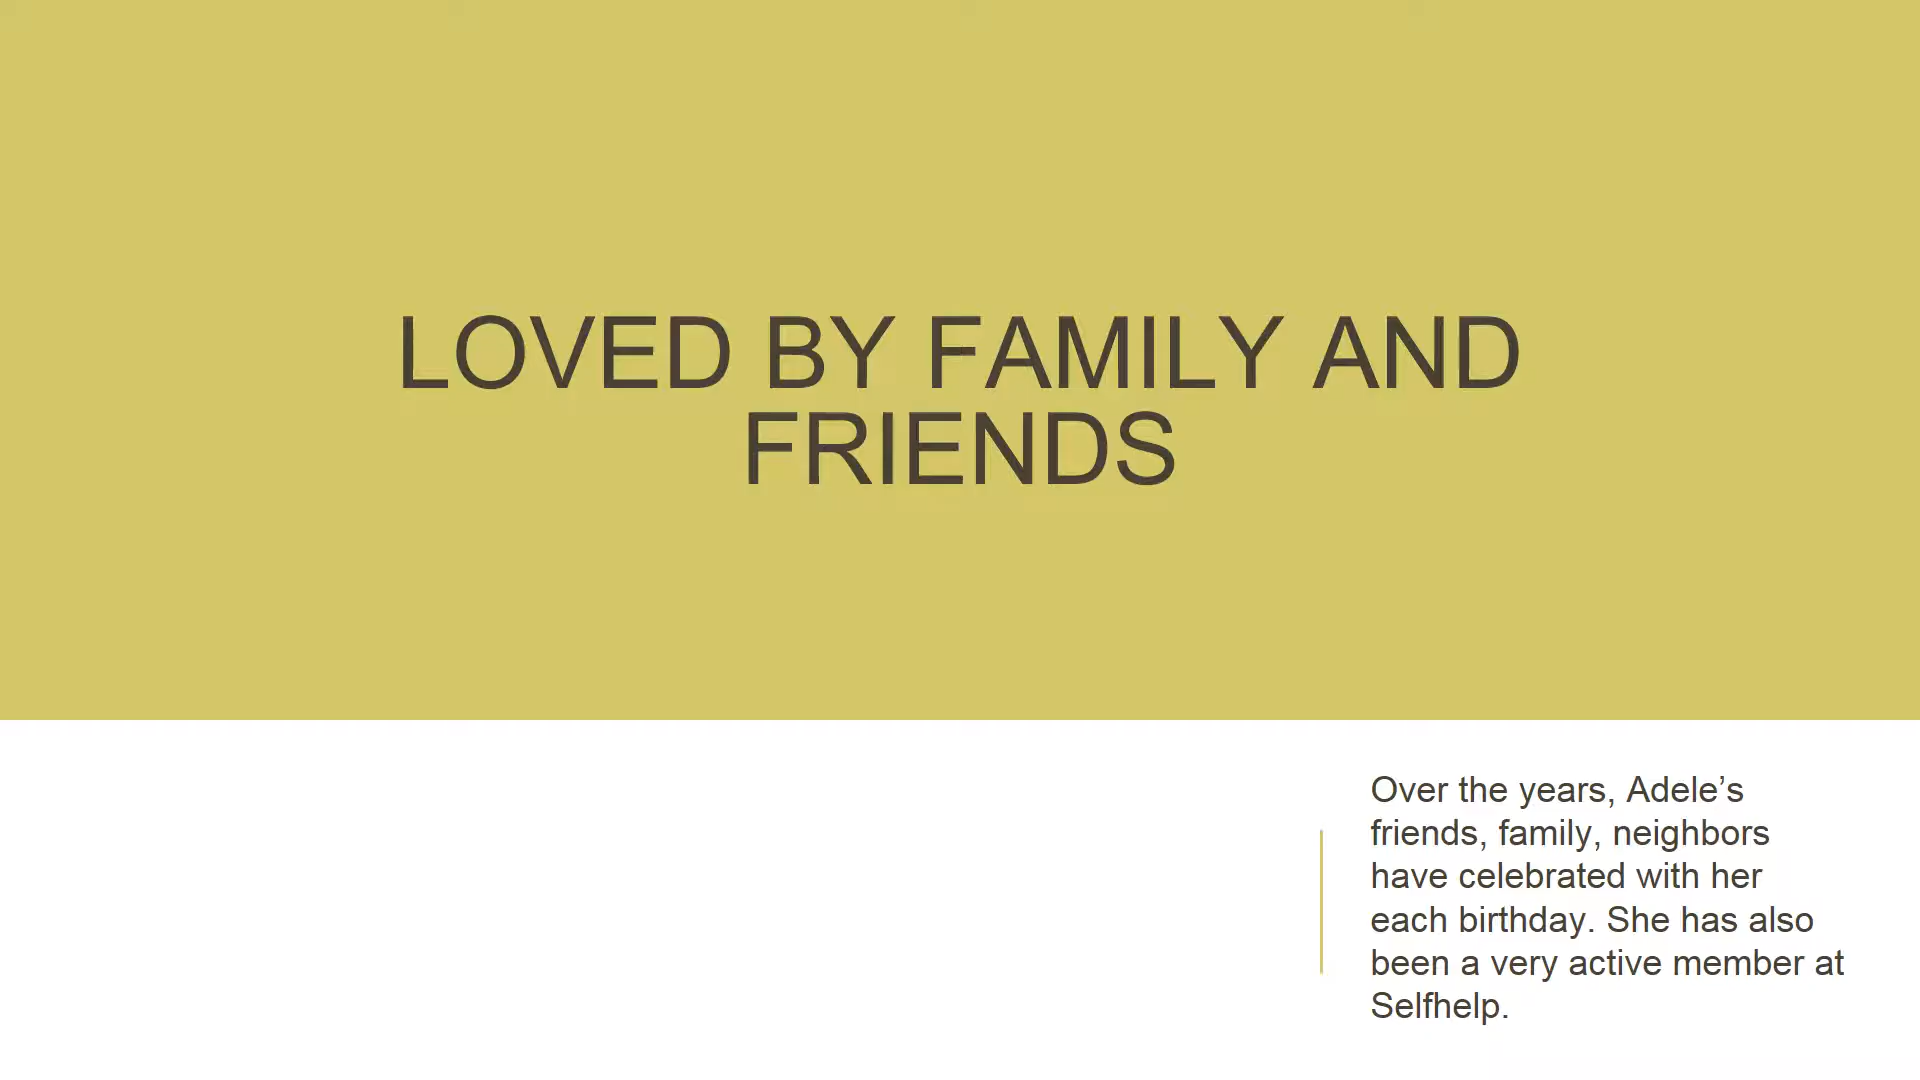 LOVED BY FAMILY AND
FRIENDS
Over the years, Adele’s
friends, family, neighbors
have celebrated with her
each birthday. She has also
been a very active member at
Selfhelp.